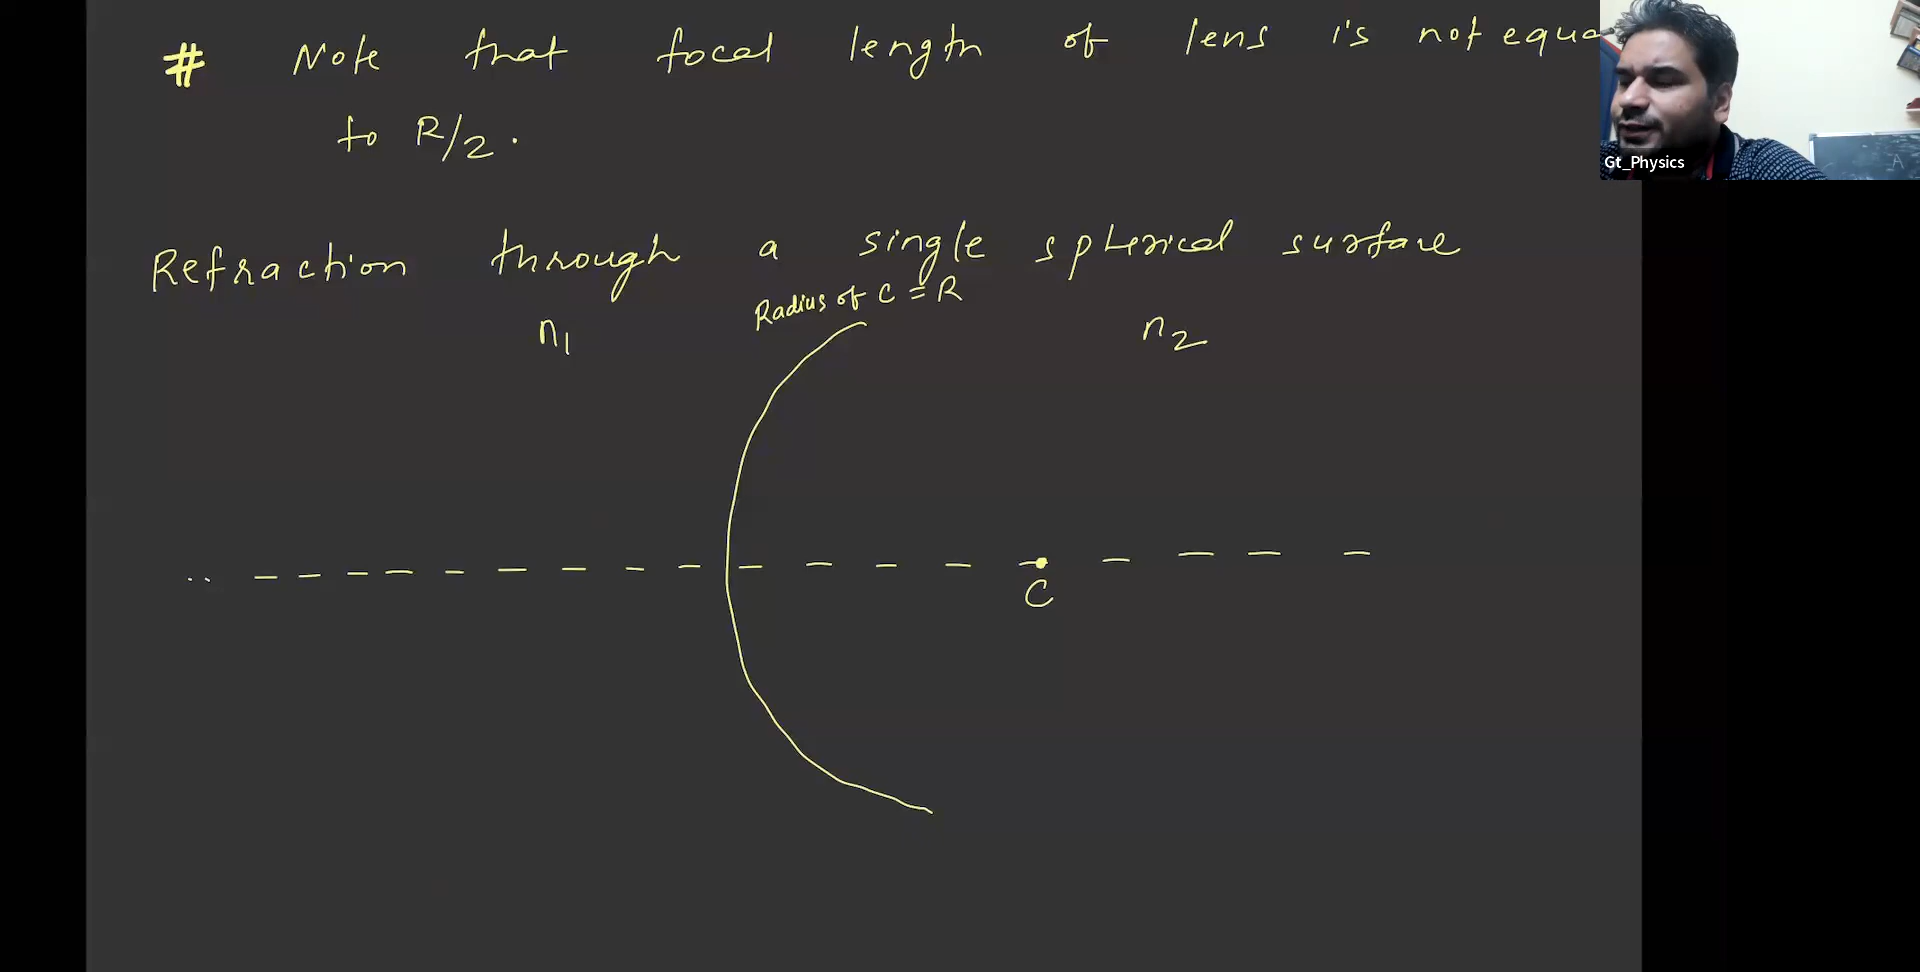 # Note that focal length of lens is not equa
to R/2.
Gt_Physics
A
Refraction through a single spherical surface
Radius of C = R
n1
n2
C